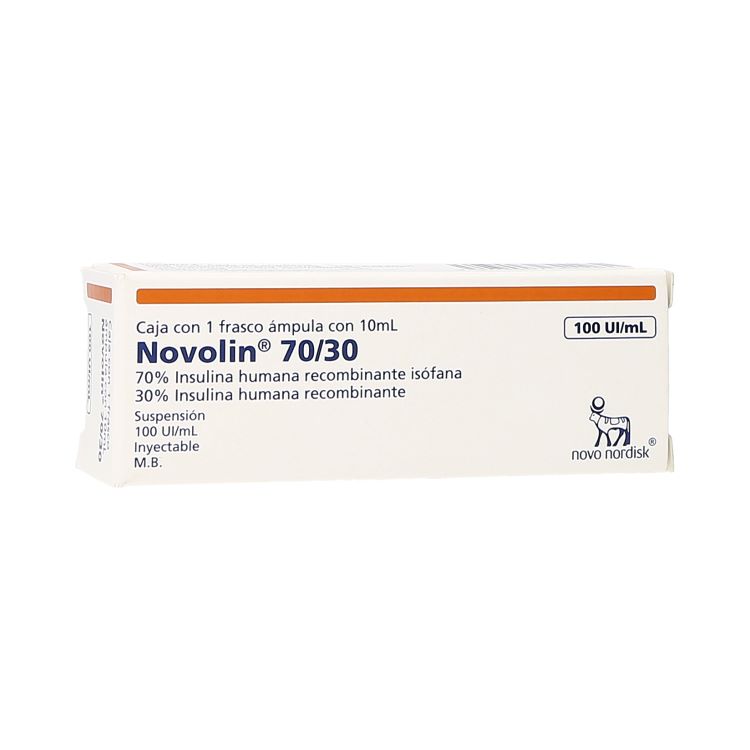 Caja con 1 frasco ámpula con 10mL
Novolin® 70/30
70% Insulina humana recombinante isófana
30% Insulina humana recombinante
Suspensión
100 UI/mL
Inyectable
M.B.
100 UI/mL
novo nordisk®